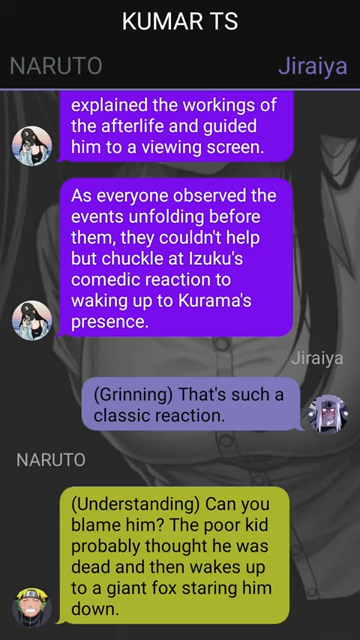 KUMAR TS
NARUTO
Jiraiya
explained the workings of
the afterlife and guided
him to a viewing screen.
As everyone observed the
events unfolding before
them, they couldn't help
but chuckle at Izuku's
comedic reaction to
waking up to Kurama's
presence.
Jiraiya
(Grinning) That's such a
classic reaction.
NARUTO
(Understanding) Can you
blame him? The poor kid
probably thought he was
dead and then wakes up
to a giant fox staring him
down.